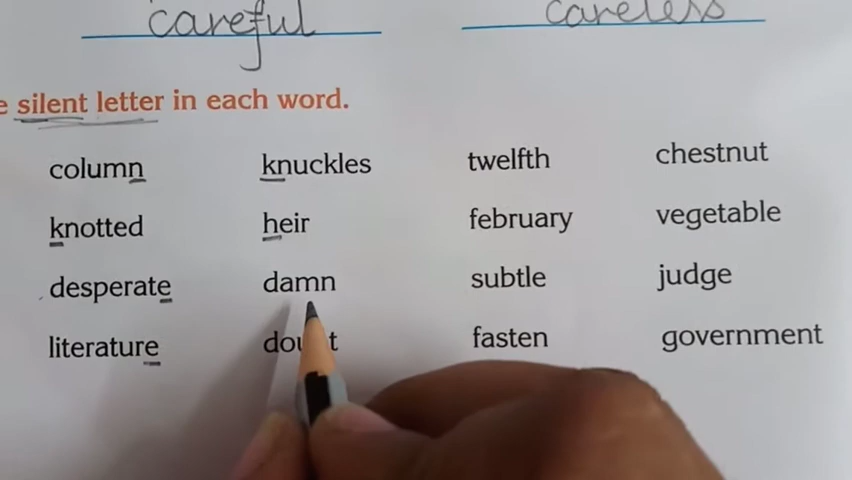 careful careless
e silent letter in each word.
column knuckles twelfth chestnut
knotted heir february vegetable
desperate damn subtle judge
literature fasten government